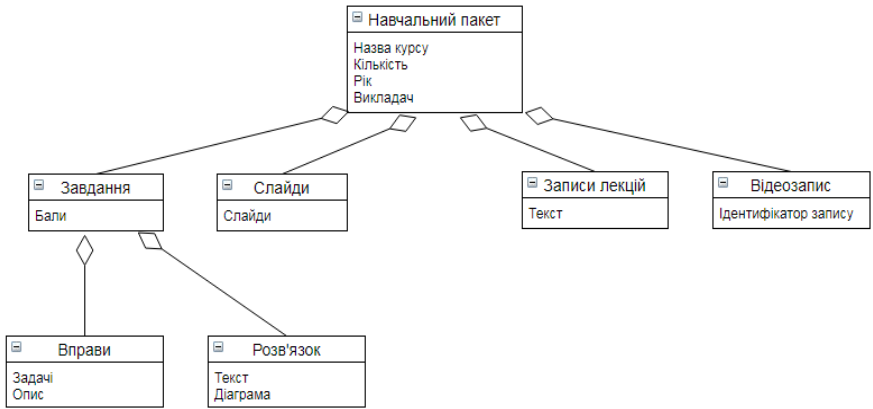 Навчальний пакет
Назва курсу
Кількість
Рік
Викладач
Завдання
Бали
Слайди
Слайди
Записи лекцій
Текст
Відеозапис
Ідентифікатор запису
Вправи
Задачі
Опис
Розв'язок
Текст
Діаграма